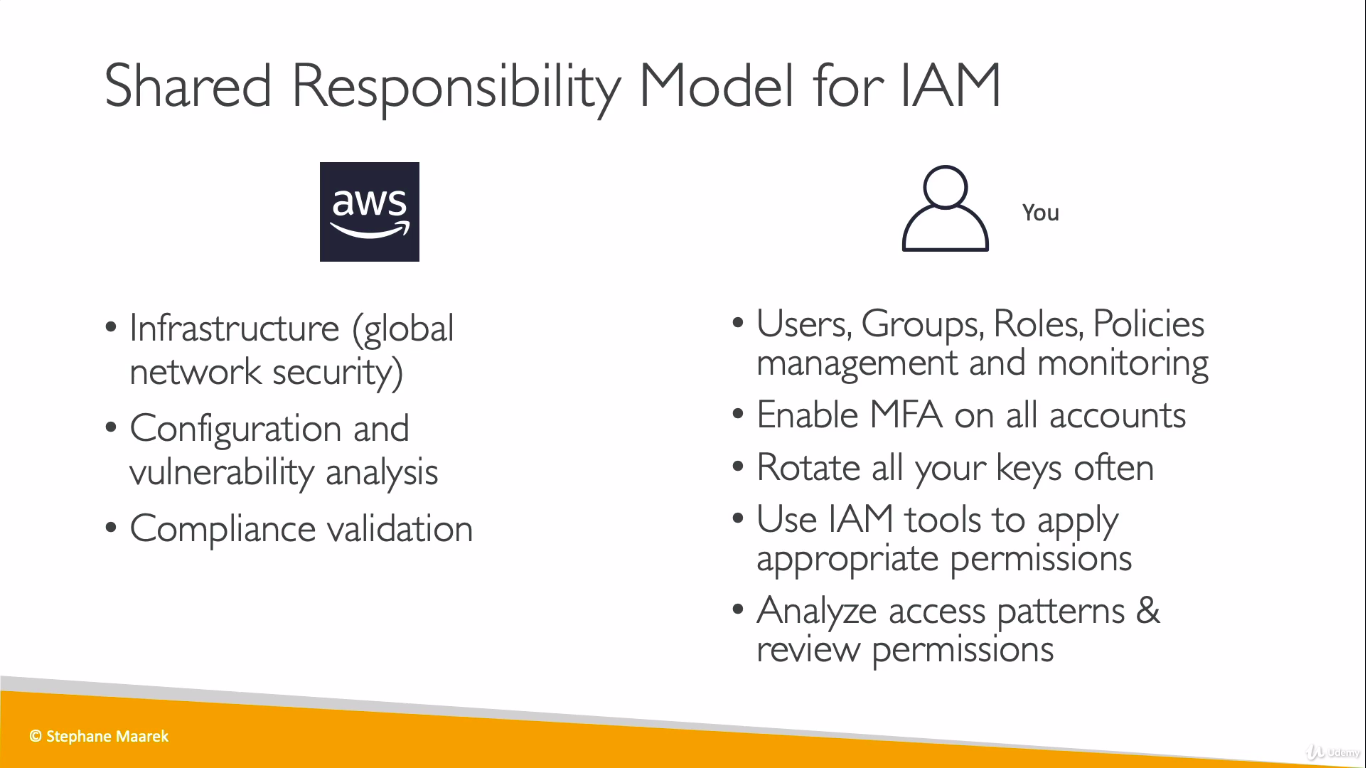 Shared Responsibility Model for IAM
aws
You
• Infrastructure (global
network security)
• Configuration and
vulnerability analysis
• Compliance validation
• Users, Groups, Roles, Policies
management and monitoring
• Enable MFA on all accounts
• Rotate all your keys often
• Use IAM tools to apply
appropriate permissions
• Analyze access patterns &
review permissions
© Stephane Maarek
Udemy